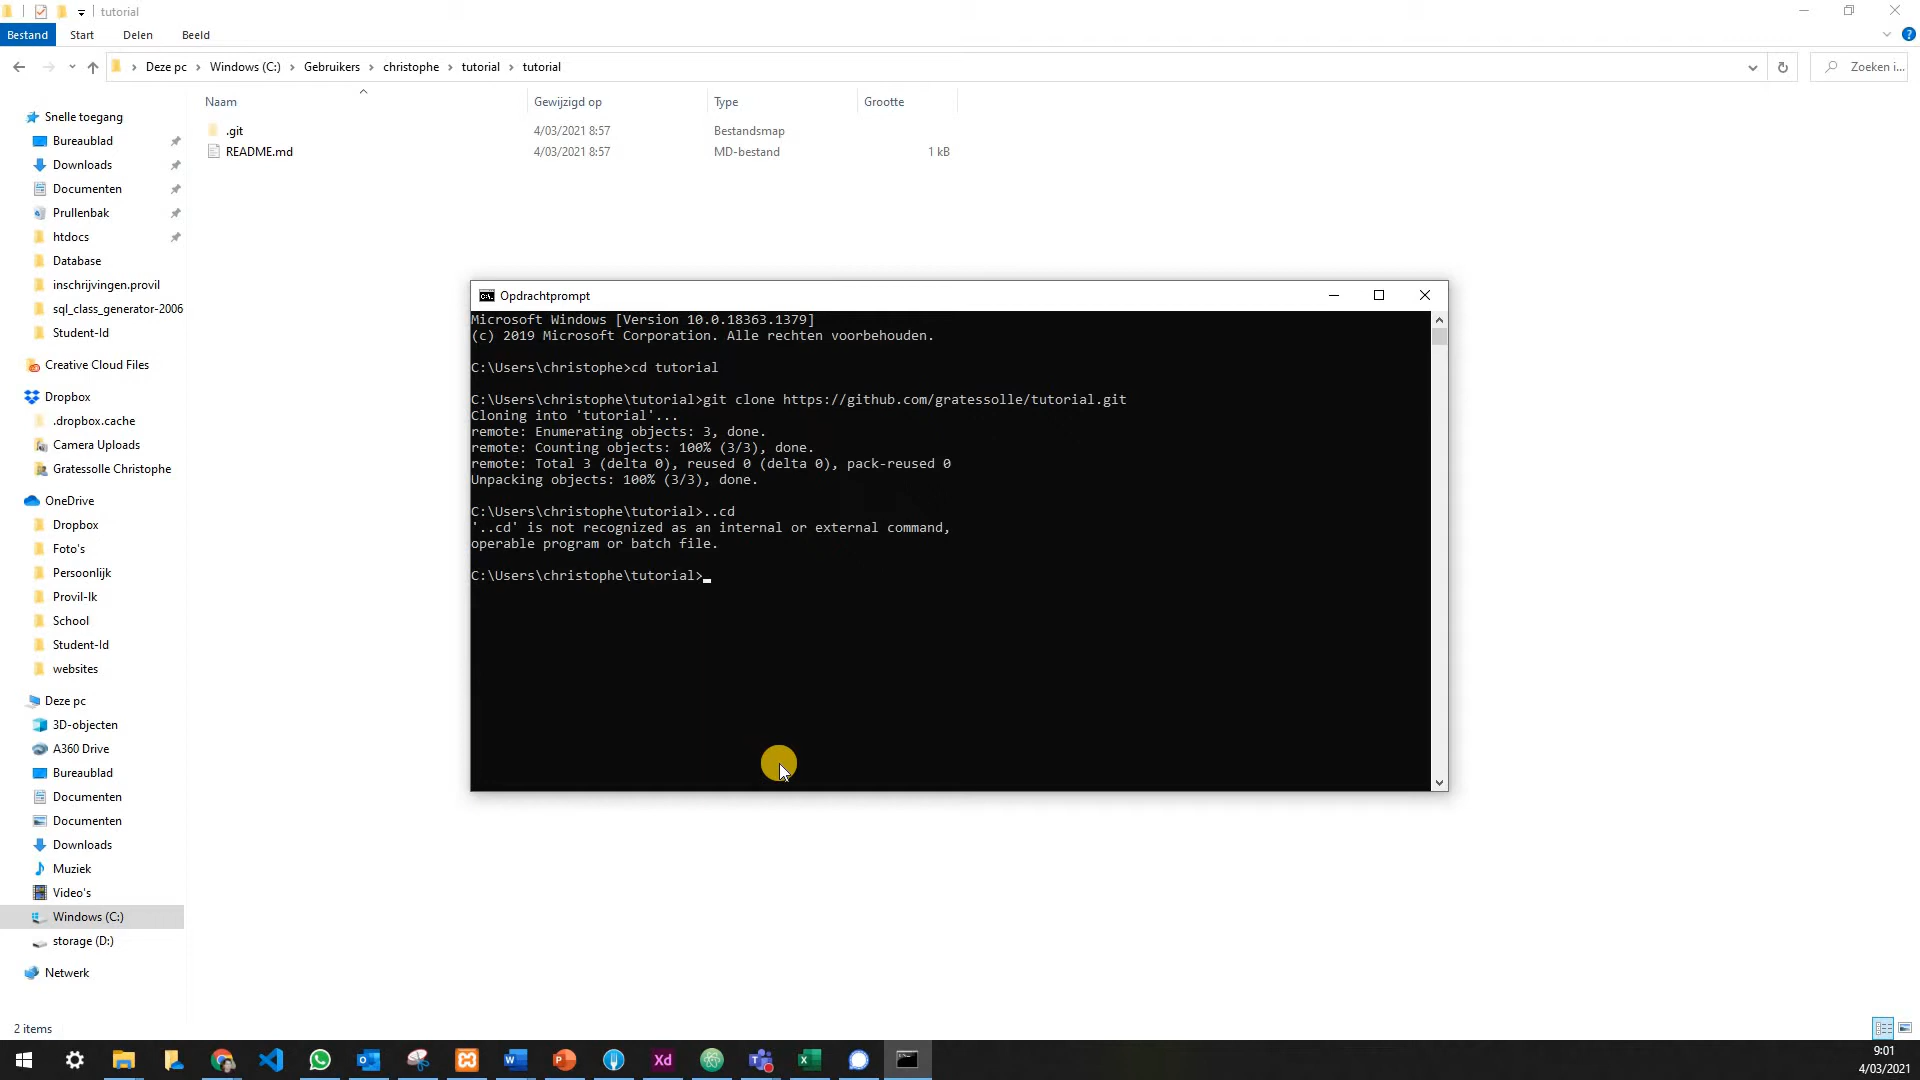 tutorial
Bestand Start Delen Beeld
Deze pc Windows (C:) Gebruikers christophe tutorial tutorial
Zoeken i...
Naam Gewijzigd op Type Grootte
.git 4/03/2021 8:57 Bestandsmap
README.md 4/03/2021 8:57 MD-bestand 1 kB
Snelle toegang
Bureaublad
Downloads
Documenten
Prullenbak
htdocs
Database
inschrijvingen.provil
sql_class_generator-2006
Student-Id
Creative Cloud Files
Dropbox
.dropbox.cache
Camera Uploads
Gratessolle Christophe
OneDrive
Dropbox
Foto's
Persoonlijk
Provil-Ik
School
Student-Id
websites
Deze pc
3D-objecten
A360 Drive
Bureaublad
Documenten
Documenten
Downloads
Muziek
Video's
Windows (C:)
storage (D:)
Netwerk
2 items
Opdrachtprompt
Microsoft Windows [Version 10.0.18363.1379]
(c) 2019 Microsoft Corporation. Alle rechten voorbehouden.
C:\Users\christophe>cd tutorial
C:\Users\christophe\tutorial>git clone https://github.com/gratessolle/tutorial.git
Cloning into 'tutorial'...
remote: Enumerating objects: 3, done.
remote: Counting objects: 100% (3/3), done.
remote: Total 3 (delta 0), reused 0 (delta 0), pack-reused 0
Unpacking objects: 100% (3/3), done.
C:\Users\christophe\tutorial>..cd
'..cd' is not recognized as an internal or external command,
operable program or batch file.
C:\Users\christophe\tutorial>
Xd
9:01
4/03/2021